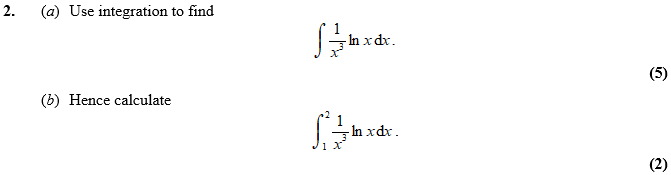 2. (a) Use integration to find
∫ 1/x³ ln x dx.
(5)
(b) Hence calculate
∫₁² 1/x³ ln x dx.
(2)